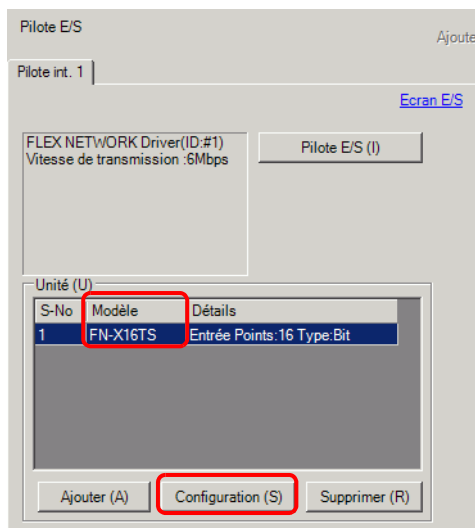 Pilote E/S
Ajoute
Pilote int. 1
Ecran E/S
FLEX NETWORK Driver(ID:#1)
Vitesse de transmission :6Mbps
Pilote E/S (I)
Unité (U)
S-No Modèle Détails
1 FN-X16TS Entrée Points:16 Type:Bit
Ajouter (A) Configuration (S) Supprimer (R)